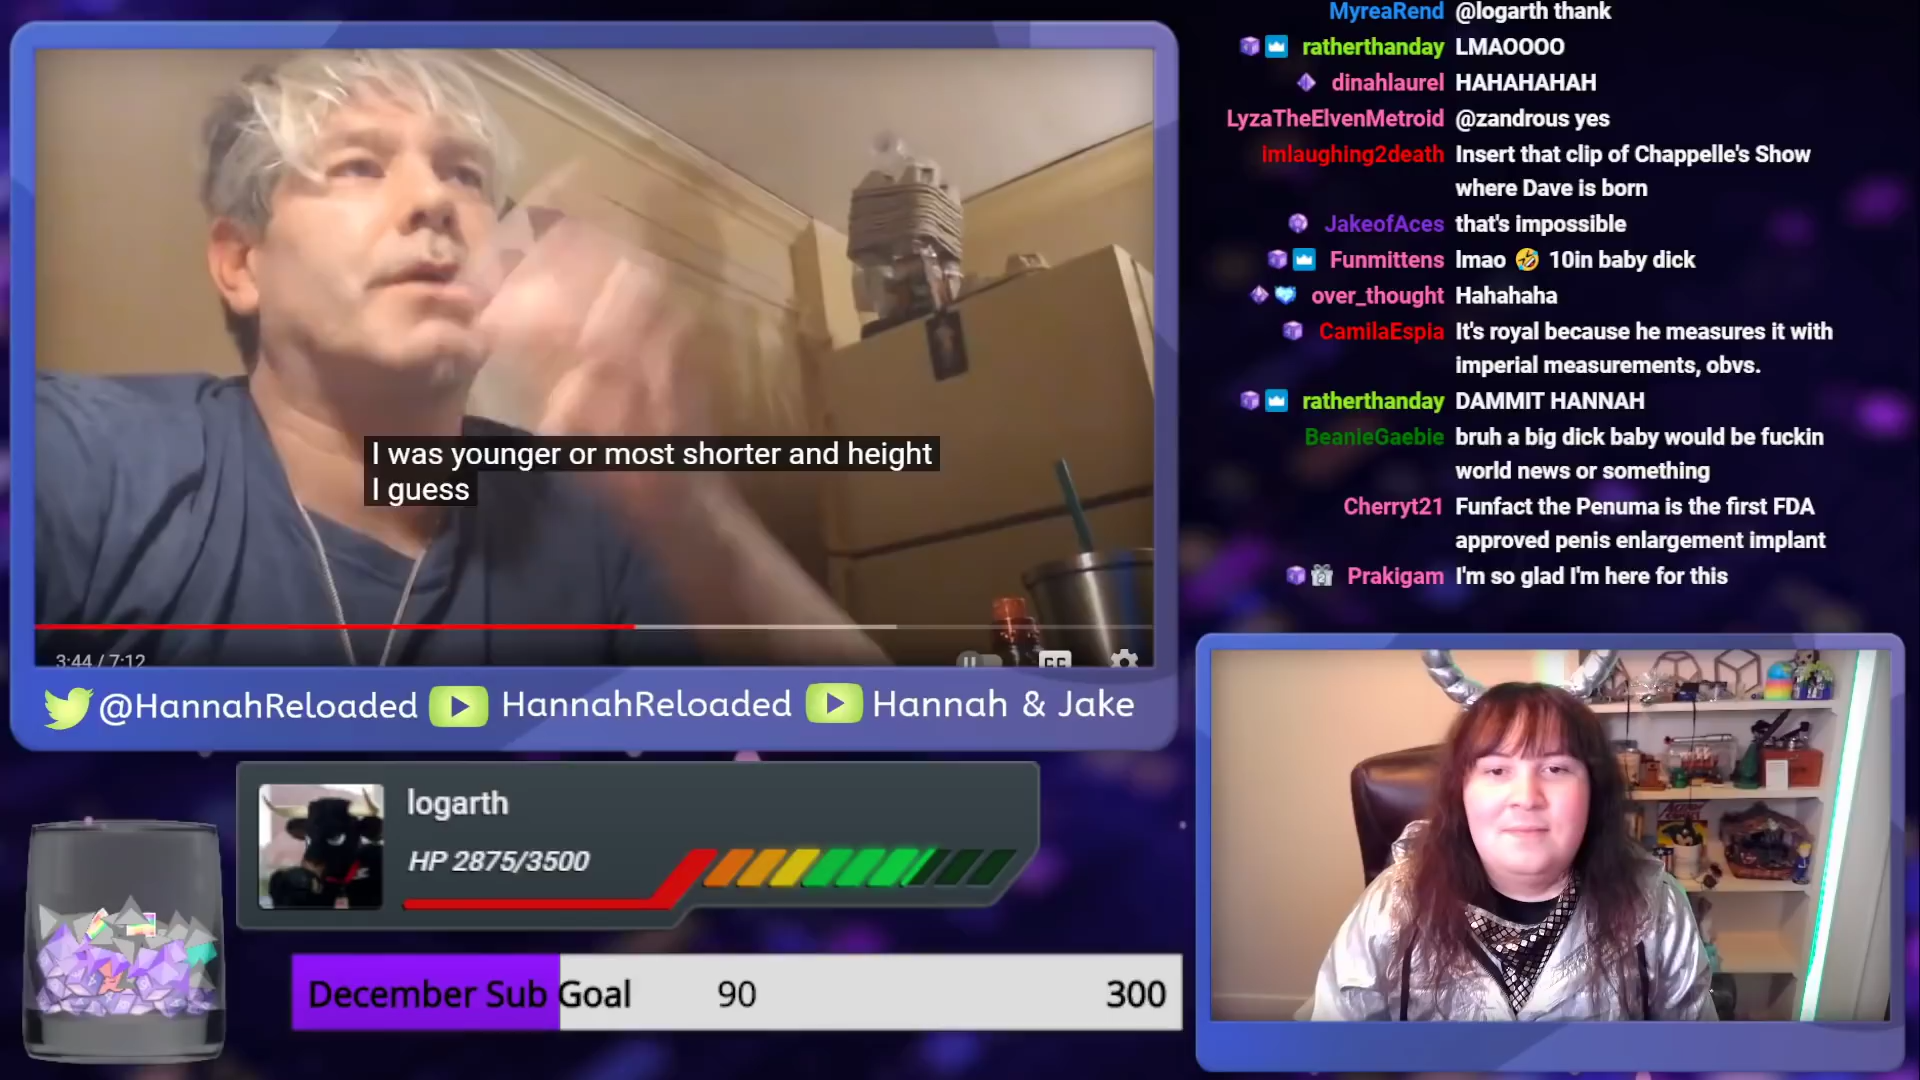 I was younger or most shorter and height
I guess
3:44 / 7:12
CC
@HannahReloaded HannahReloaded Hannah & Jake
logarth
HP 2875/3500
December Sub Goal 90 300
MyreaRend @logarth thank
ratherthanday LMAOOOO
dinahlaurel HAHAHAHAH
LyzaTheElvenMetroid @zandrous yes
imlaughing2death Insert that clip of Chappelle's Show
where Dave is born
JakeofAces that's impossible
Funmittens lmao 🤣 10in baby dick
over_thought Hahahaha
CamilaEspia It's royal because he measures it with
imperial measurements, obvs.
ratherthanday DAMMIT HANNAH
BeanieGaebie bruh a big dick baby would be fuckin
world news or something
Cherryt21 Funfact the Penuma is the first FDA
approved penis enlargement implant
Prakigam I'm so glad I'm here for this